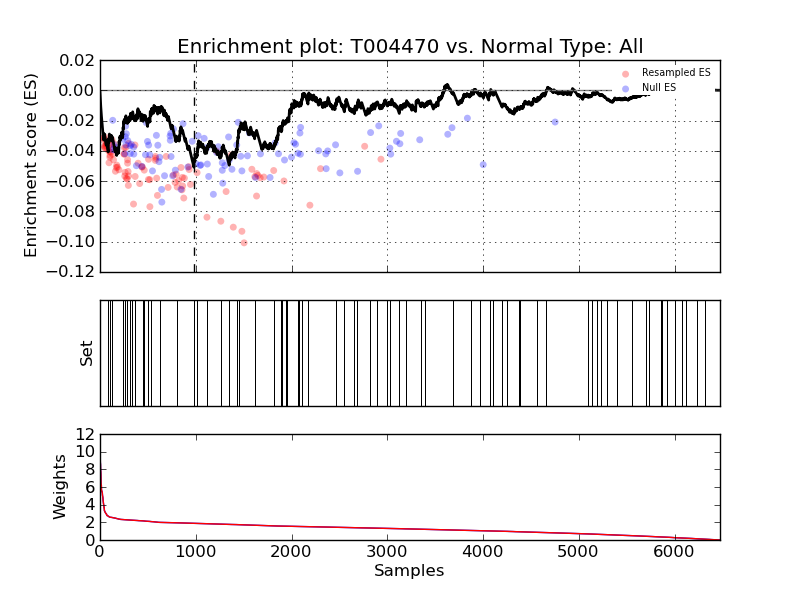 Enrichment plot: T004470 vs. Normal Type: All
Enrichment score (ES)
0.02
0.00
−0.02
−0.04
−0.06
−0.08
−0.10
−0.12
Resampled ES
Null ES
Set
Weights
12
10
8
6
4
2
0
0 1000 2000 3000 4000 5000 6000
Samples